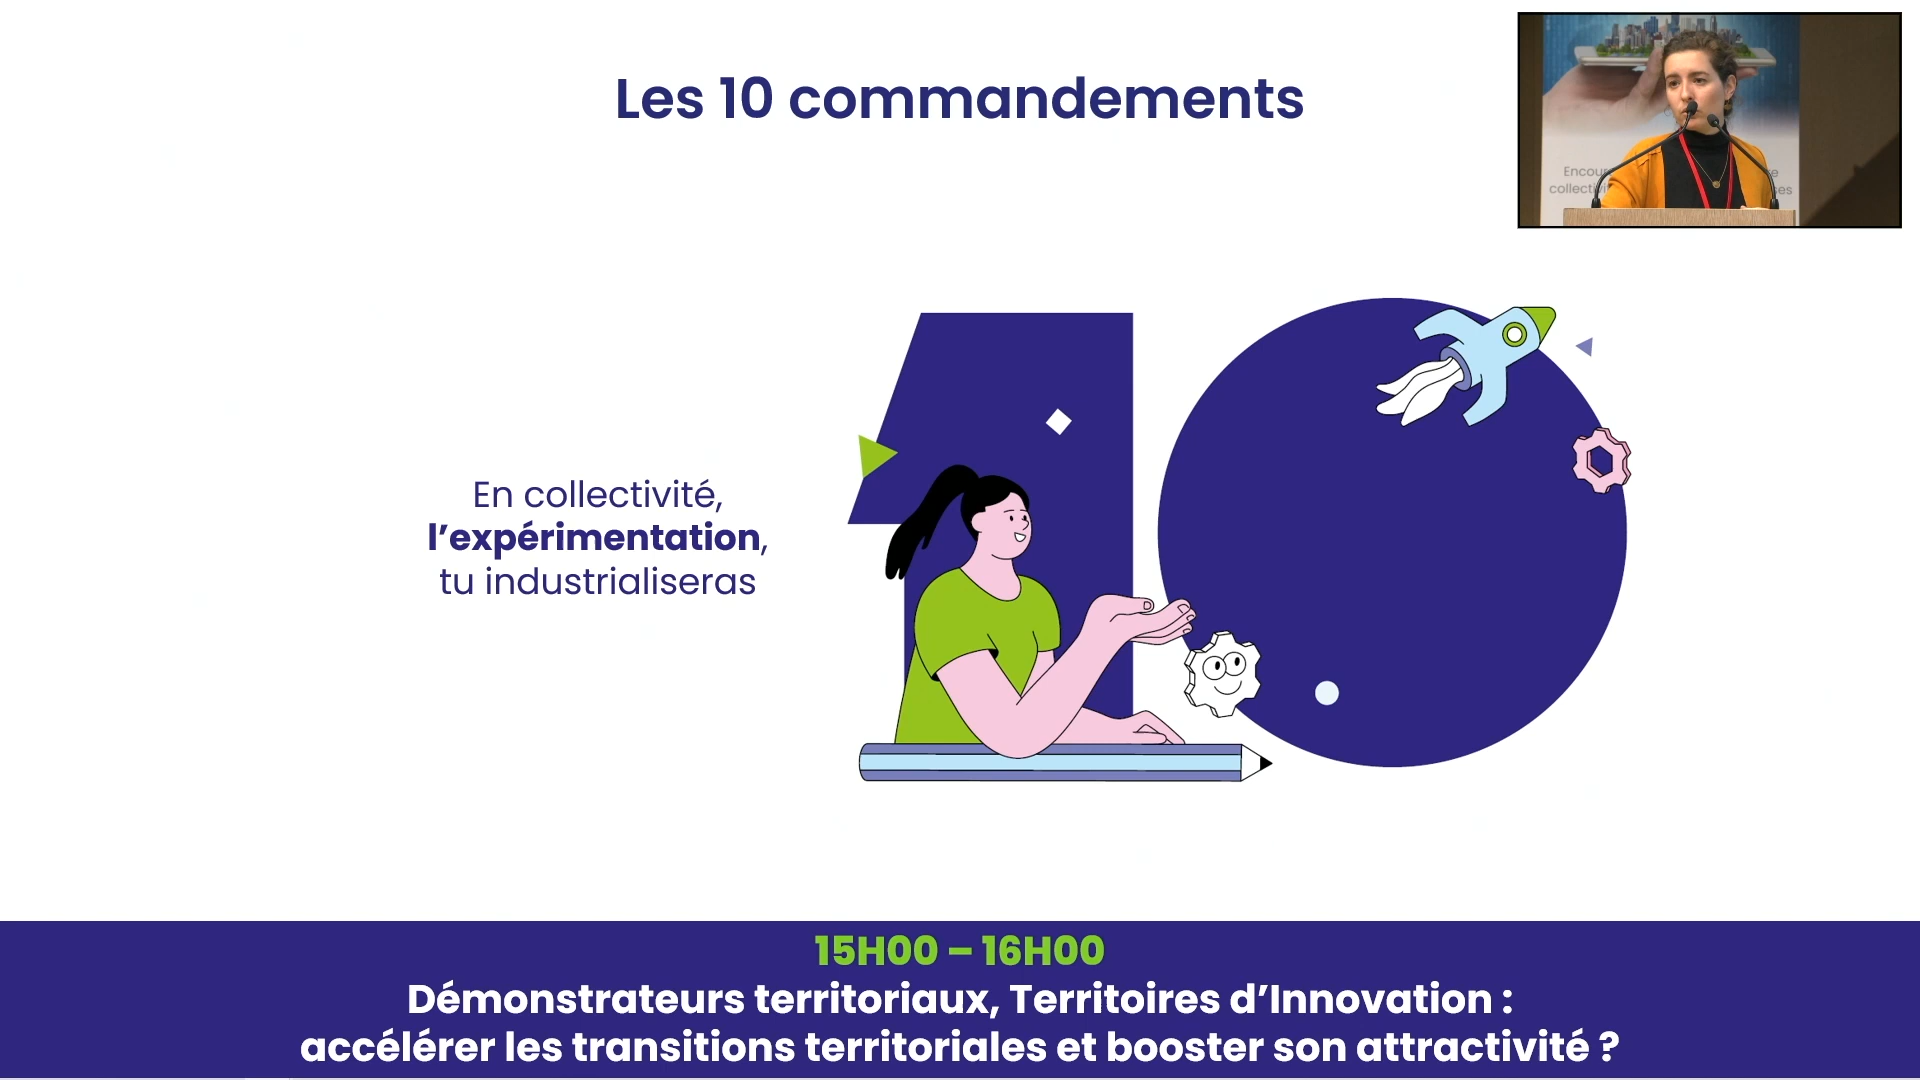 Les 10 commandements
En collectivité,
l’expérimentation,
tu industrialiseras
10
15H00 – 16H00
Démonstrateurs territoriaux, Territoires d’Innovation :
accélérer les transitions territoriales et booster son attractivité ?